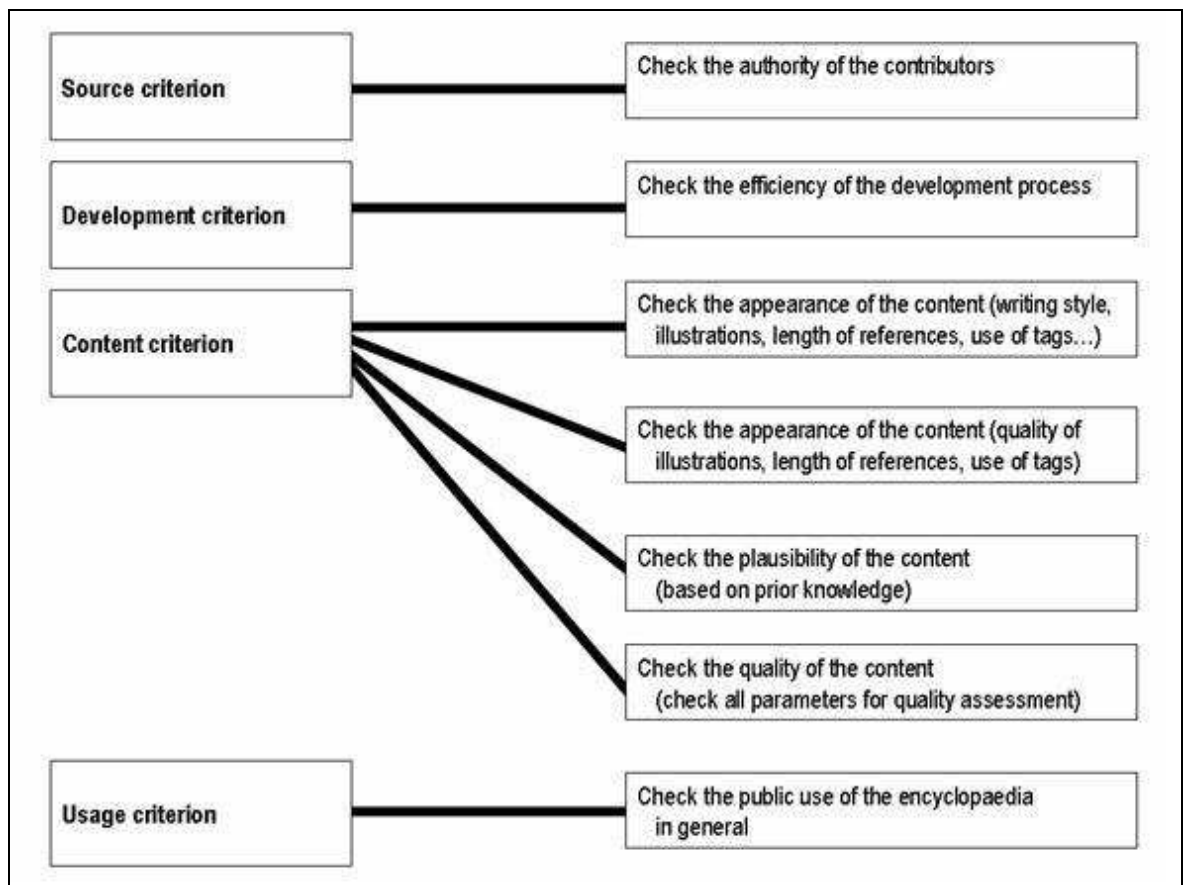 Source criterion
Check the authority of the contributors
Development criterion
Check the efficiency of the development process
Content criterion
Check the appearance of the content (writing style,
illustrations, length of references, use of tags...)
Check the appearance of the content (quality of
illustrations, length of references, use of tags)
Check the plausibility of the content
(based on prior knowledge)
Check the quality of the content
(check all parameters for quality assessment)
Usage criterion
Check the public use of the encyclopaedia
in general